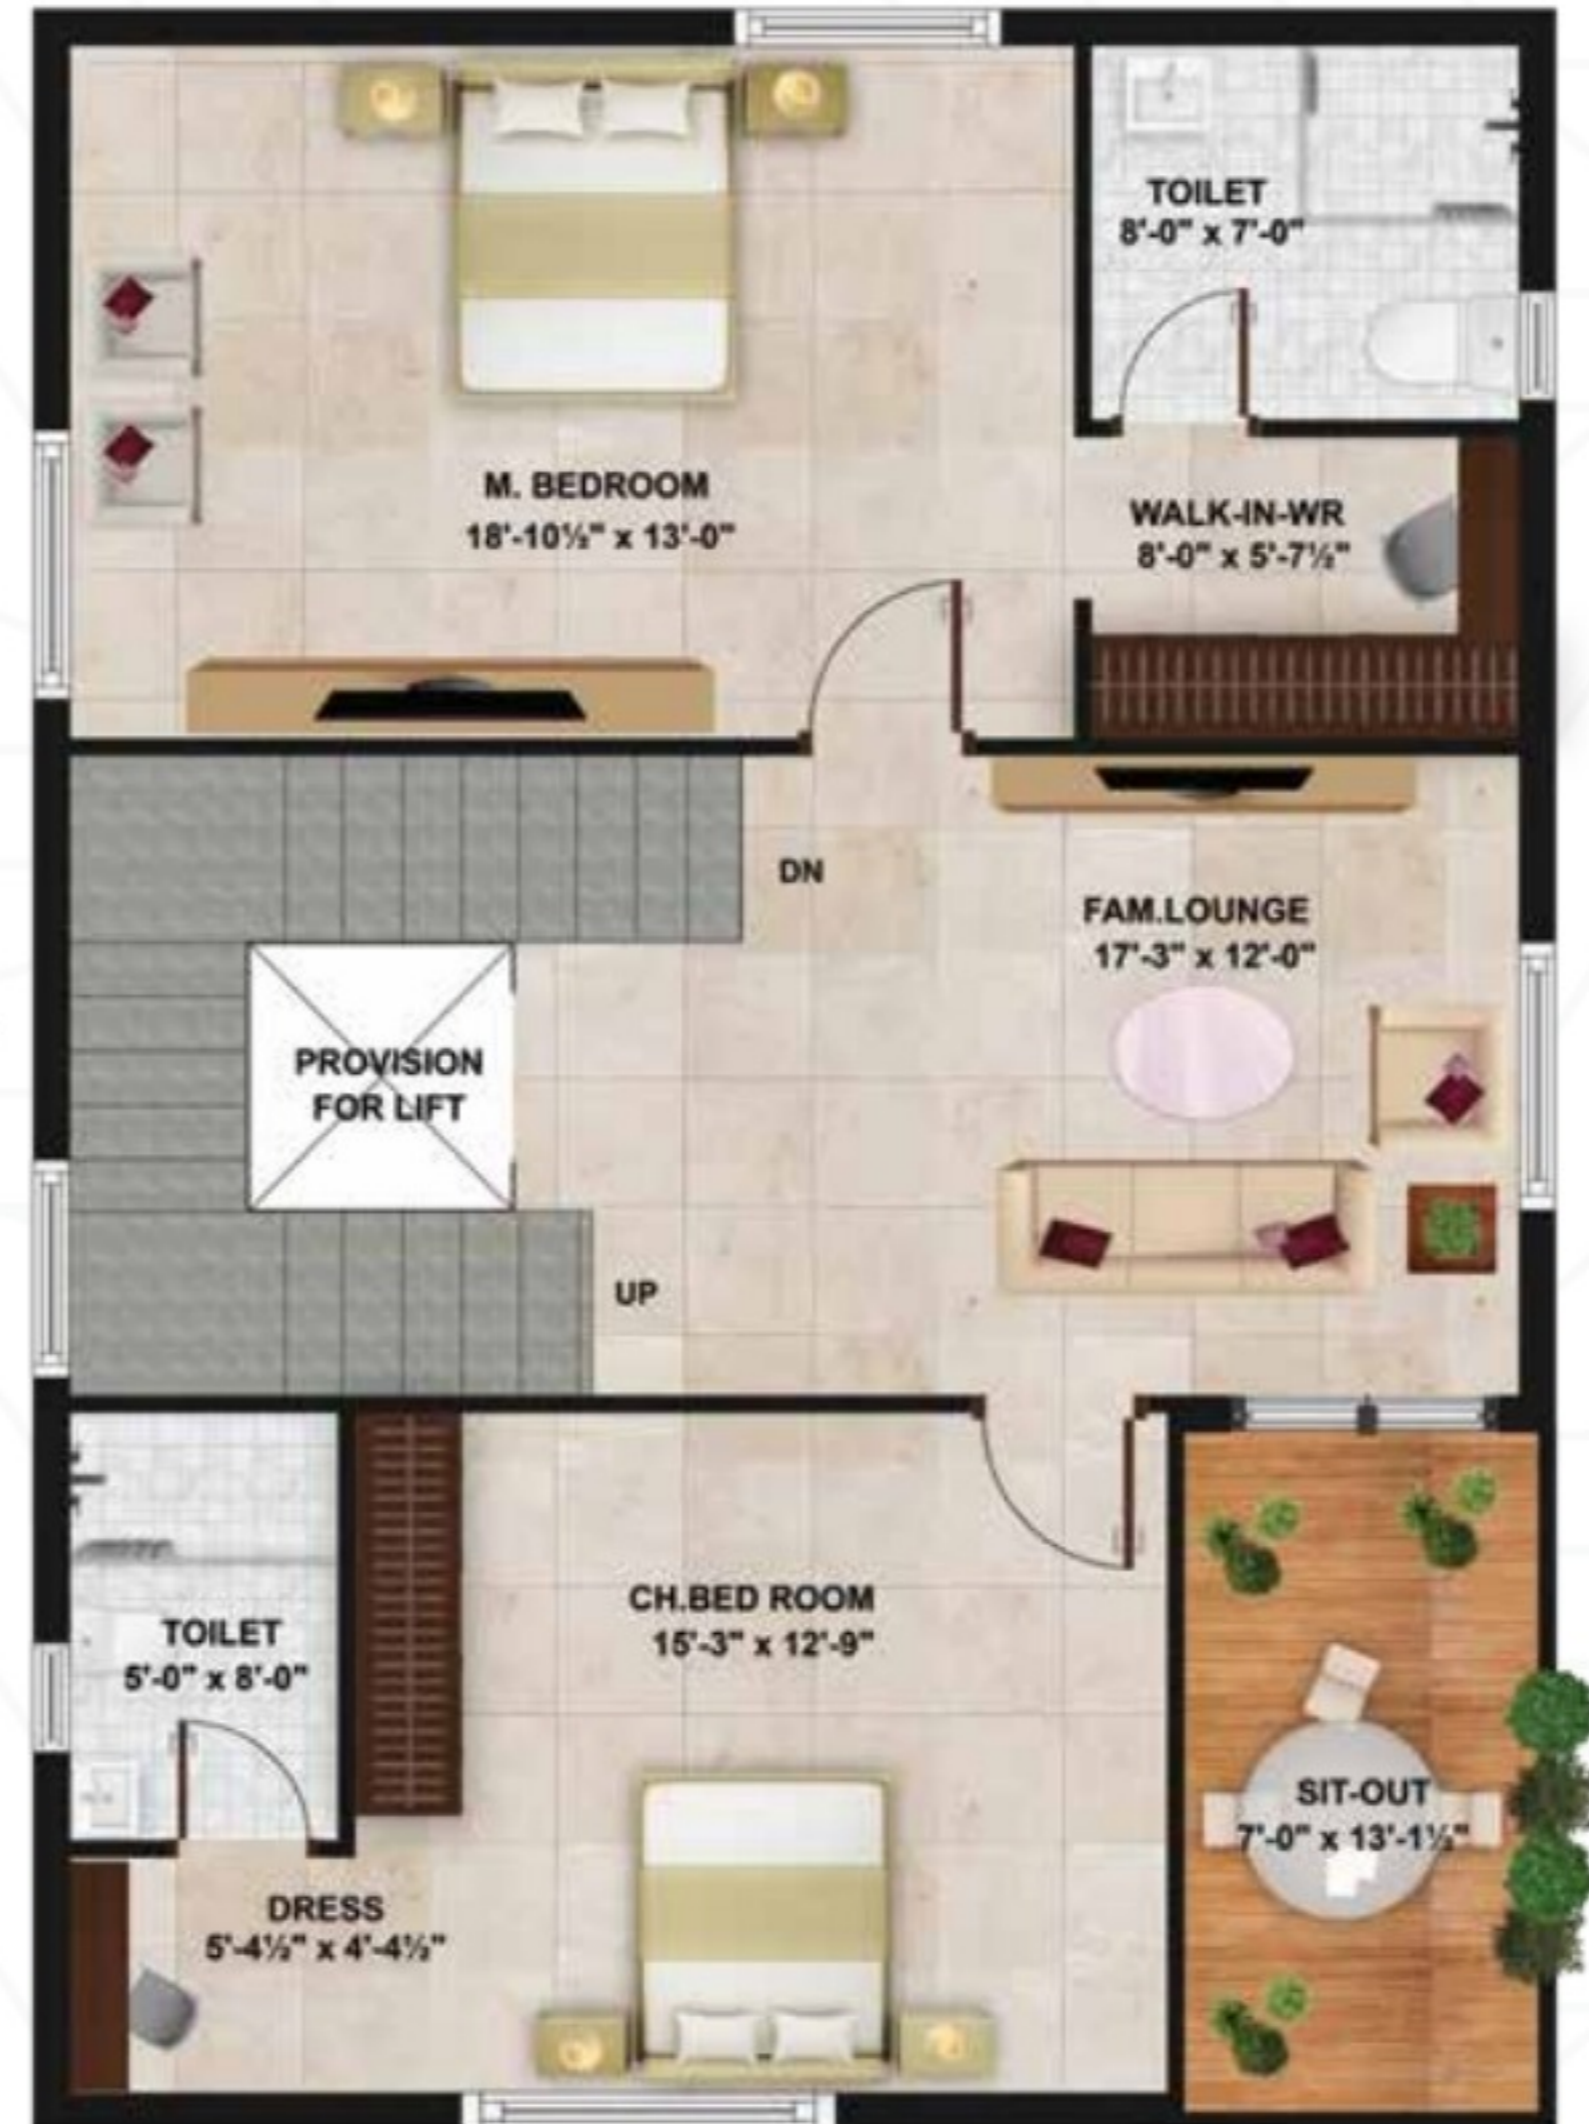 TOILET
8'-0" x 7'-0"
M. BEDROOM
18'-10½" x 13'-0"
WALK-IN-WR
8'-0" x 5'-7½"
DN
FAM.LOUNGE
17'-3" x 12'-0"
PROVISION
FOR LIFT
UP
CH.BED ROOM
15'-3" x 12'-9"
TOILET
5'-0" x 8'-0"
SIT-OUT
7'-0" x 13'-1½"
DRESS
5'-4½" x 4'-4½"